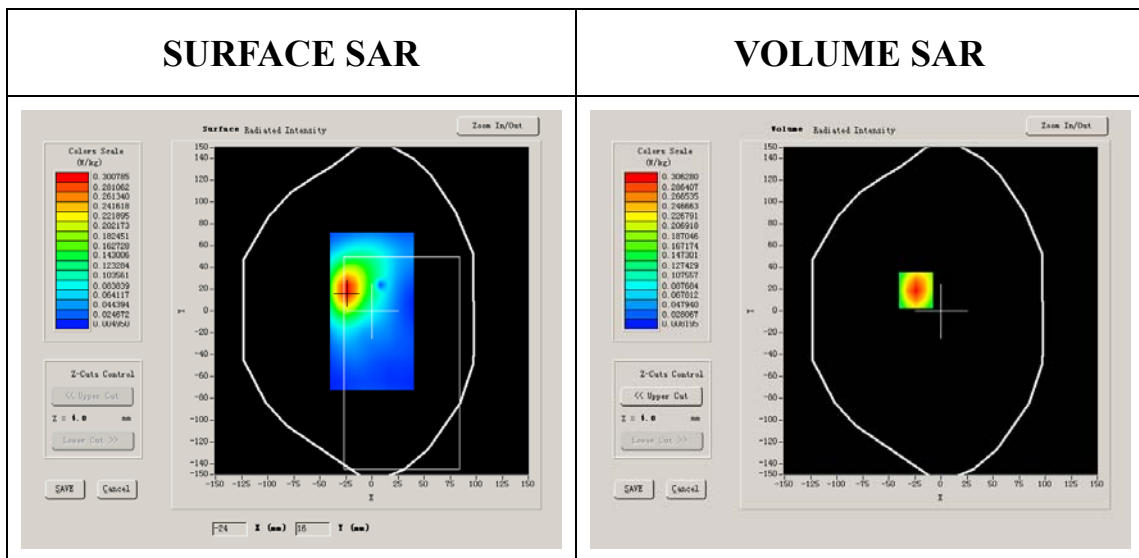 SURFACE SAR
VOLUME SAR
Surface Radiated Intensity
Zoom In/Out
Colors Scale
(W/kg)
0.300785
0.281062
0.261340
0.241618
0.221895
0.202173
0.182451
0.162728
0.143006
0.123284
0.103561
0.083839
0.064117
0.044394
0.024672
0.004950
150
140
120
100
80
60
40
20
0
-20
-40
-60
-80
-100
-120
-140
-150
Y
-150 -125 -100 -75 -50 -25 0 25 50 75 100 125 150
X
Z-Cuts Control
<< Upper Cut
Z = 4.0 mm
Lower Cut >>
SAVE Cancel
-24 X (mm) 16 Y (mm)
Volume Radiated Intensity
Zoom In/Out
Colors Scale
(W/kg)
0.306280
0.286407
0.266535
0.246663
0.226791
0.206918
0.187046
0.167174
0.147301
0.127429
0.107557
0.087684
0.067812
0.047940
0.028067
0.008195
150
140
120
100
80
60
40
20
0
-20
-40
-60
-80
-100
-120
-140
-150
Y
-150 -125 -100 -75 -50 -25 0 25 50 75 100 125 150
X
Z-Cuts Control
<< Upper Cut
Z = 4.0 mm
Lower Cut >>
SAVE Cancel